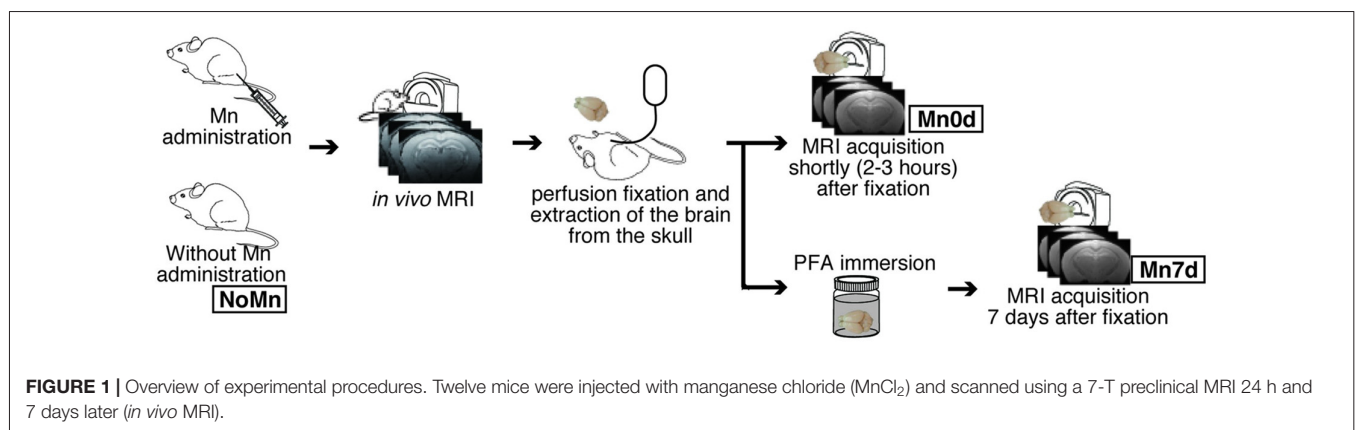 Mn
administration
Without Mn
administration
NoMn
in vivo MRI
perfusion fixation and
extraction of the brain
from the skull
Mn0d
MRI acquisition
shortly (2-3 hours)
after fixation
PFA immersion
Mn7d
MRI acquisition
7 days after fixation
FIGURE 1 | Overview of experimental procedures. Twelve mice were injected with manganese chloride (MnCl₂) and scanned using a 7-T preclinical MRI 24 h and
7 days later (in vivo MRI).